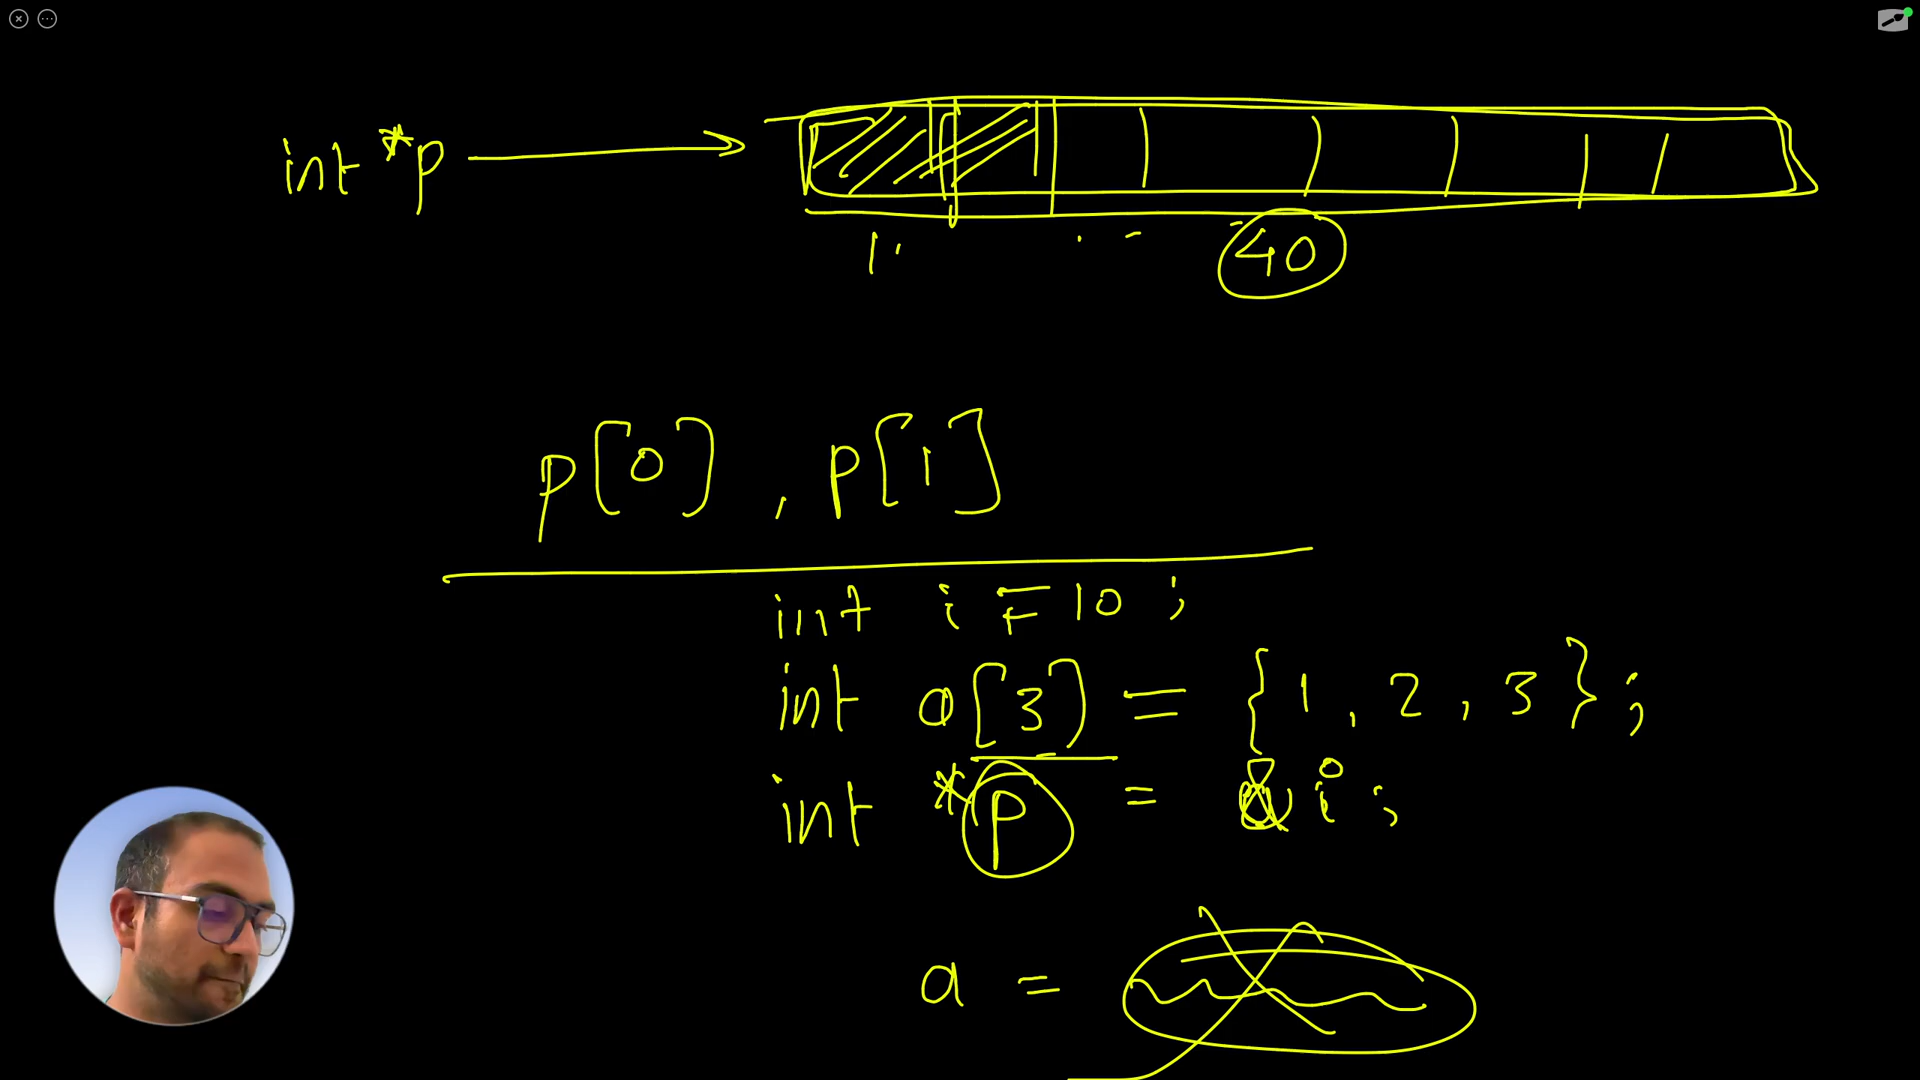 int *p
40
p[0] , p[1]
int i = 10 ;
int a[3] = {1, 2, 3};
int *p = &i;
a =